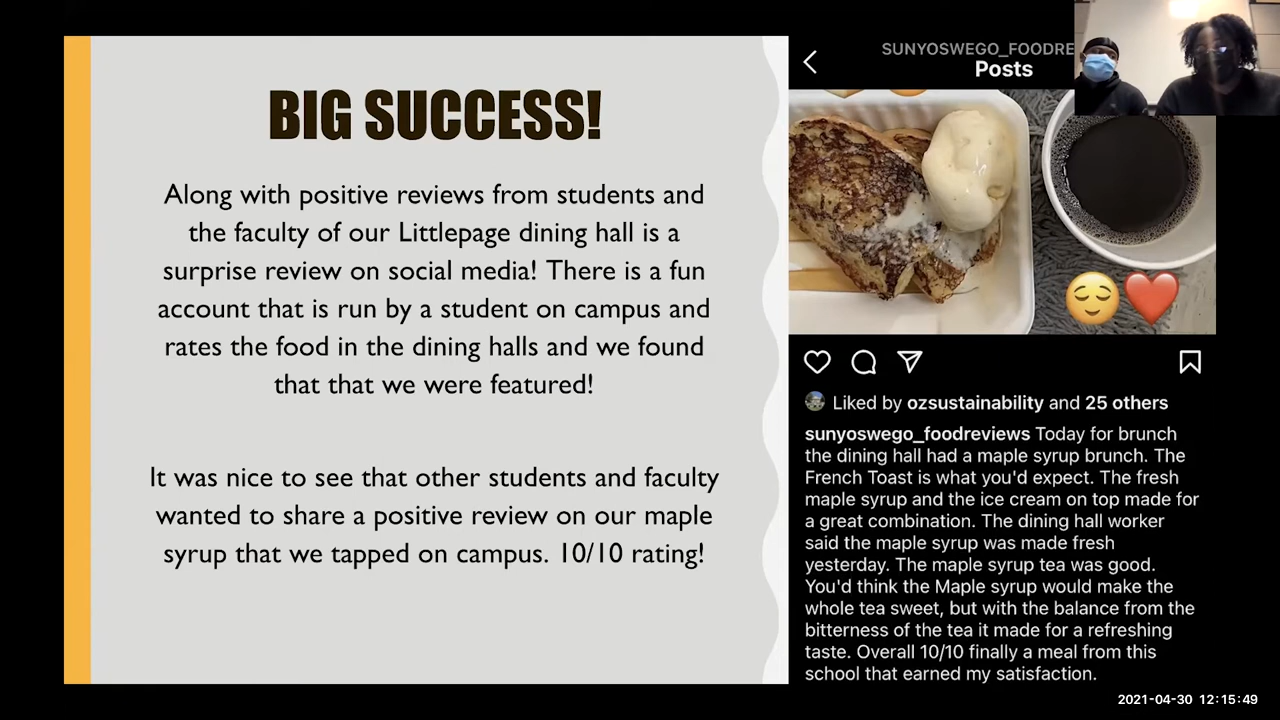 BIG SUCCESS!
Along with positive reviews from students and
the faculty of our Littlepage dining hall is a
surprise review on social media! There is a fun
account that is run by a student on campus and
rates the food in the dining halls and we found
that that we were featured!
It was nice to see that other students and faculty
wanted to share a positive review on our maple
syrup that we tapped on campus. 10/10 rating!
SUNYOSWEGO_FOODRE
Posts
Liked by ozsustainability and 25 others
sunyoswego_foodreviews Today for brunch
the dining hall had a maple syrup brunch. The
French Toast is what you'd expect. The fresh
maple syrup and the ice cream on top made for
a great combination. The dining hall worker
said the maple syrup was made fresh
yesterday. The maple syrup tea was good.
You'd think the Maple syrup would make the
whole tea sweet, but with the balance from the
bitterness of the tea it made for a refreshing
taste. Overall 10/10 finally a meal from this
school that earned my satisfaction.
2021-04-30 12:15:49